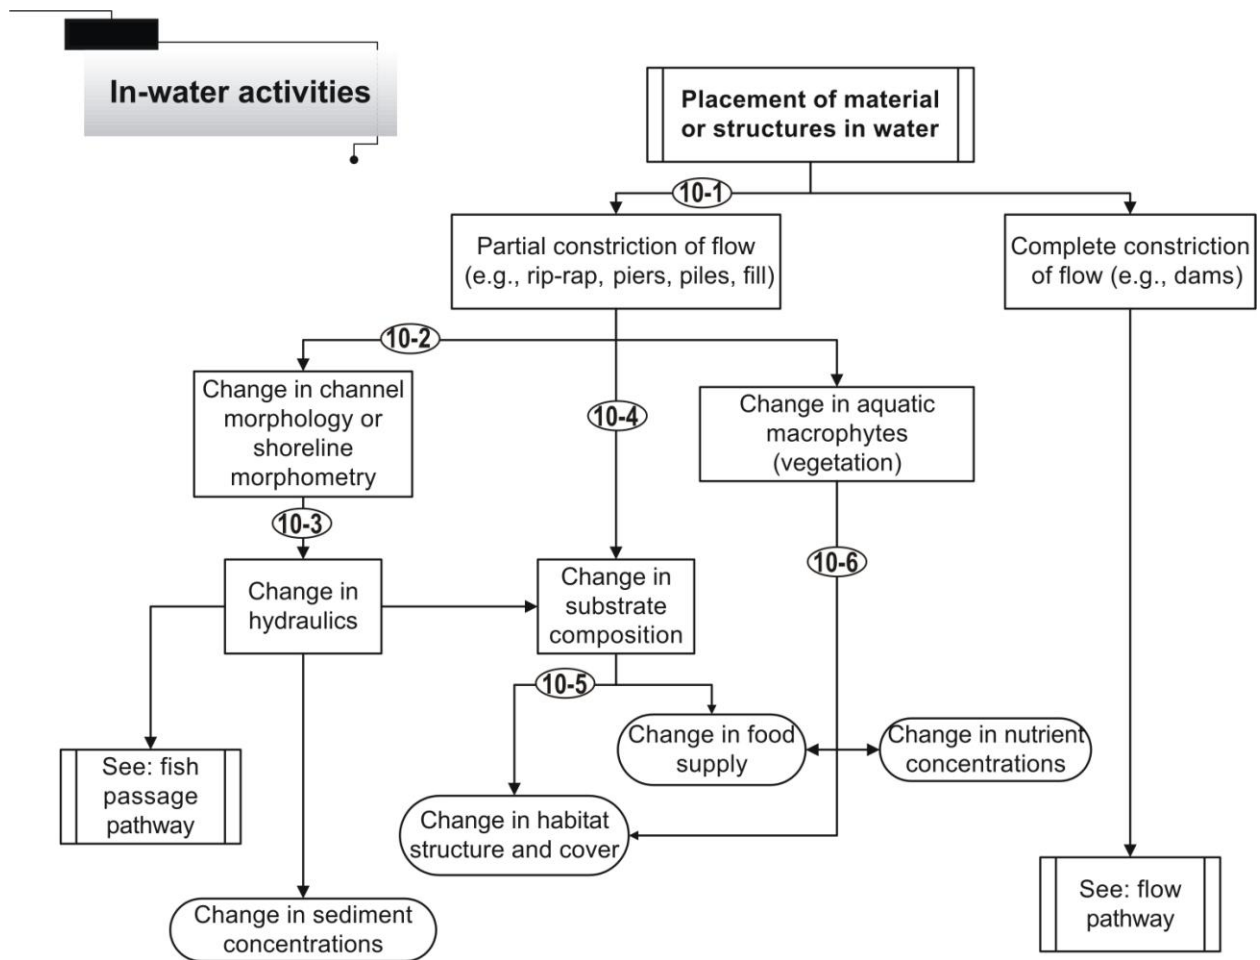 In-water activities
Placement of material
or structures in water
10-1
Partial constriction of flow
(e.g., rip-rap, piers, piles, fill)
Complete constriction
of flow (e.g., dams)
10-2
Change in channel
morphology or
shoreline
morphometry
10-4
Change in aquatic
macrophytes
(vegetation)
10-3
10-6
Change in
hydraulics
Change in
substrate
composition
10-5
Change in food
supply
Change in nutrient
concentrations
See: fish
passage
pathway
Change in habitat
structure and cover
See: flow
pathway
Change in sediment
concentrations